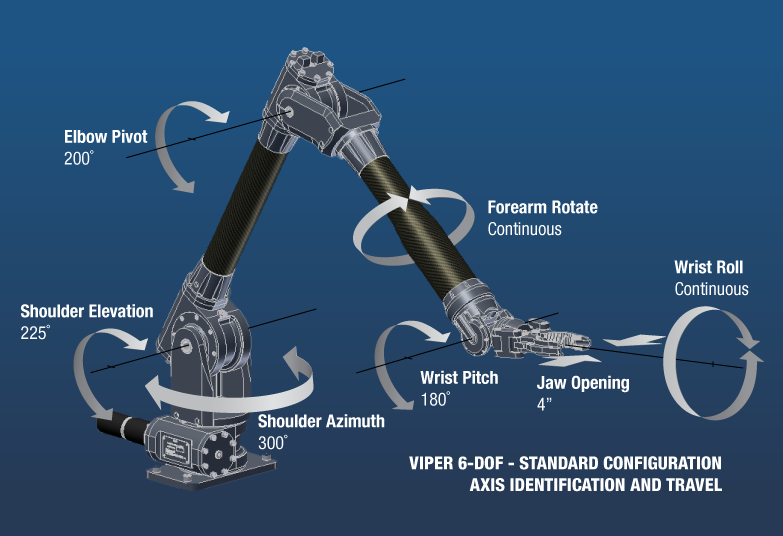 Elbow Pivot
200°
Forearm Rotate
Continuous
Wrist Roll
Continuous
Shoulder Elevation
225°
Wrist Pitch
180°
Jaw Opening
4”
Shoulder Azimuth
300°
VIPER 6-DOF - STANDARD CONFIGURATION
AXIS IDENTIFICATION AND TRAVEL